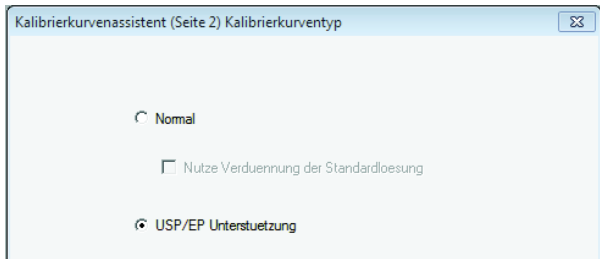 Kalibrierkurvenassistent (Seite 2) Kalibrierkurventyp
Normal
Nutze Verduennung der Standardloesung
USP/EP Unterstuetzung